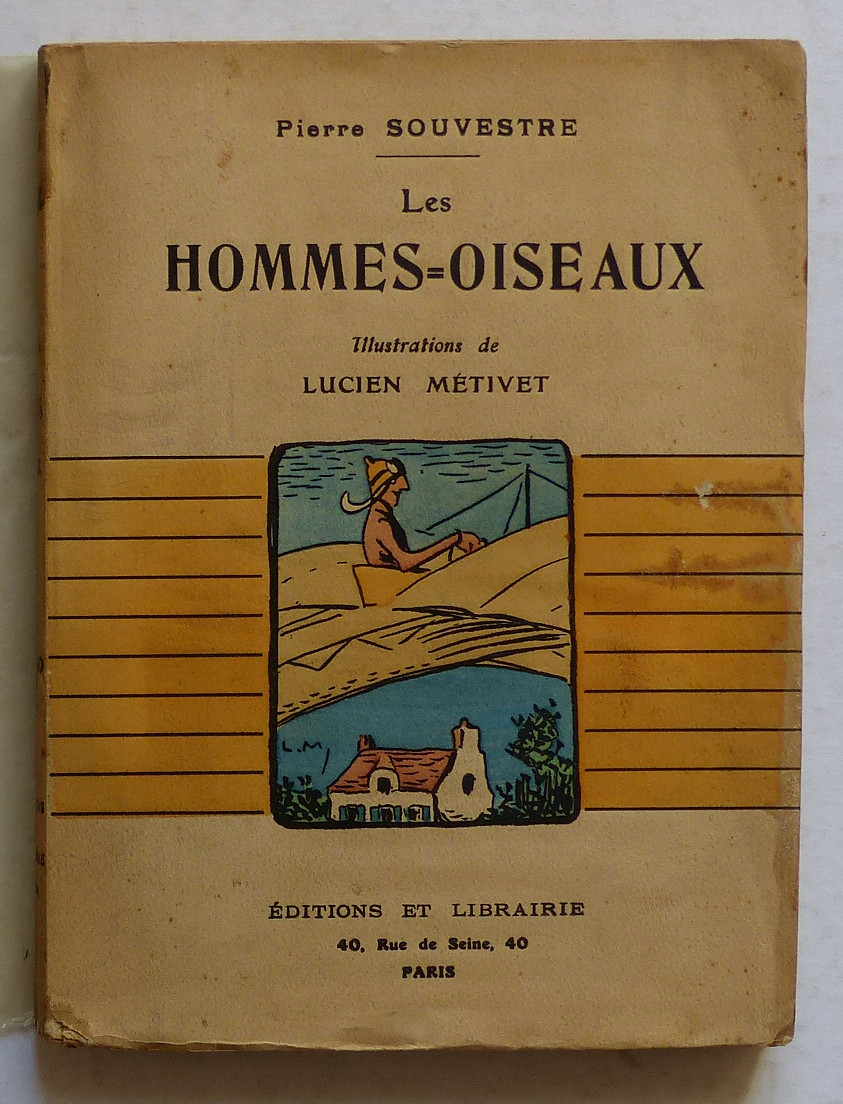 Pierre SOUVESTRE
Les
HOMMES=OISEAUX
Illustrations de
LUCIEN MÉTIVET
L.M
ÉDITIONS ET LIBRAIRIE
40, Rue de Seine, 40
PARIS